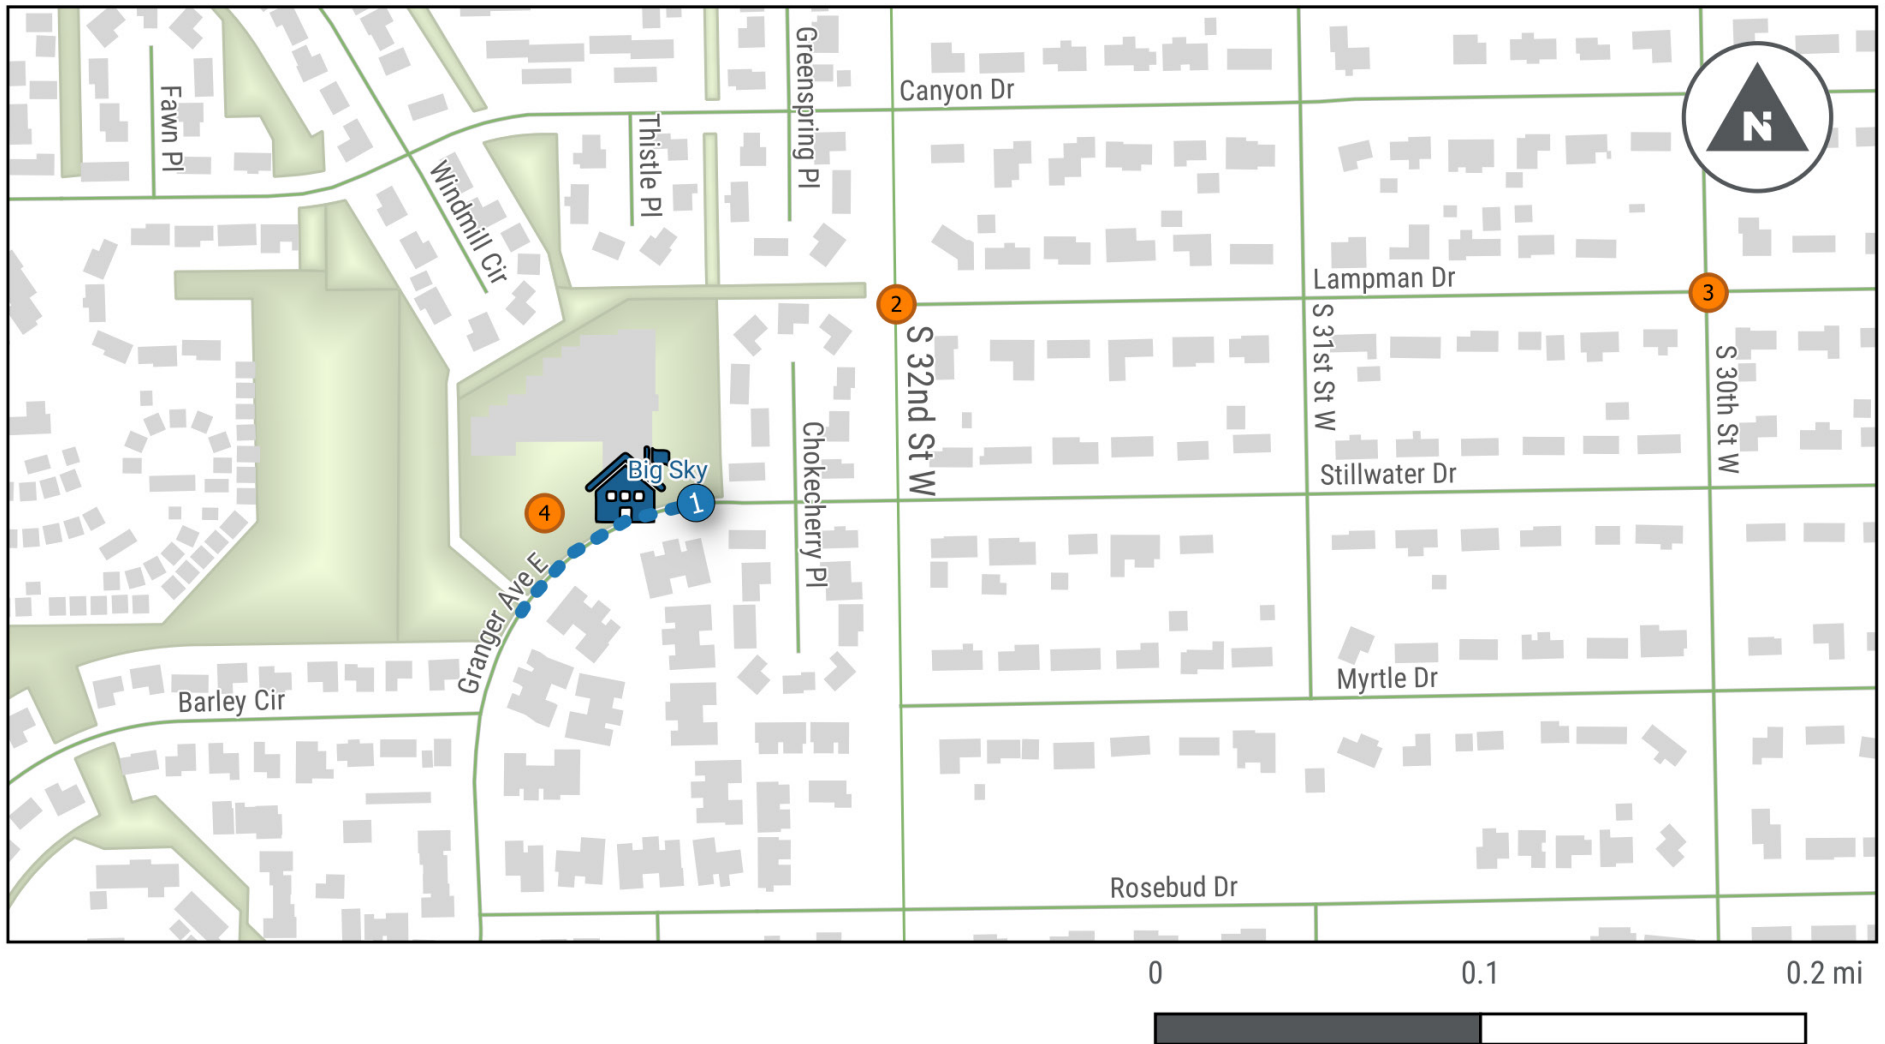 Canyon Dr
Greenspring Pl
Fawn Pl
Thistle Pl
N
Windmill Cir
Lampman Dr
2
3
S 31st St W
S 32nd St W
S 30th St W
Chokecherry Pl
Big Sky
Stillwater Dr
1
4
Granger Ave E
Myrtle Dr
Barley Cir
Rosebud Dr
0 0.1 0.2 mi